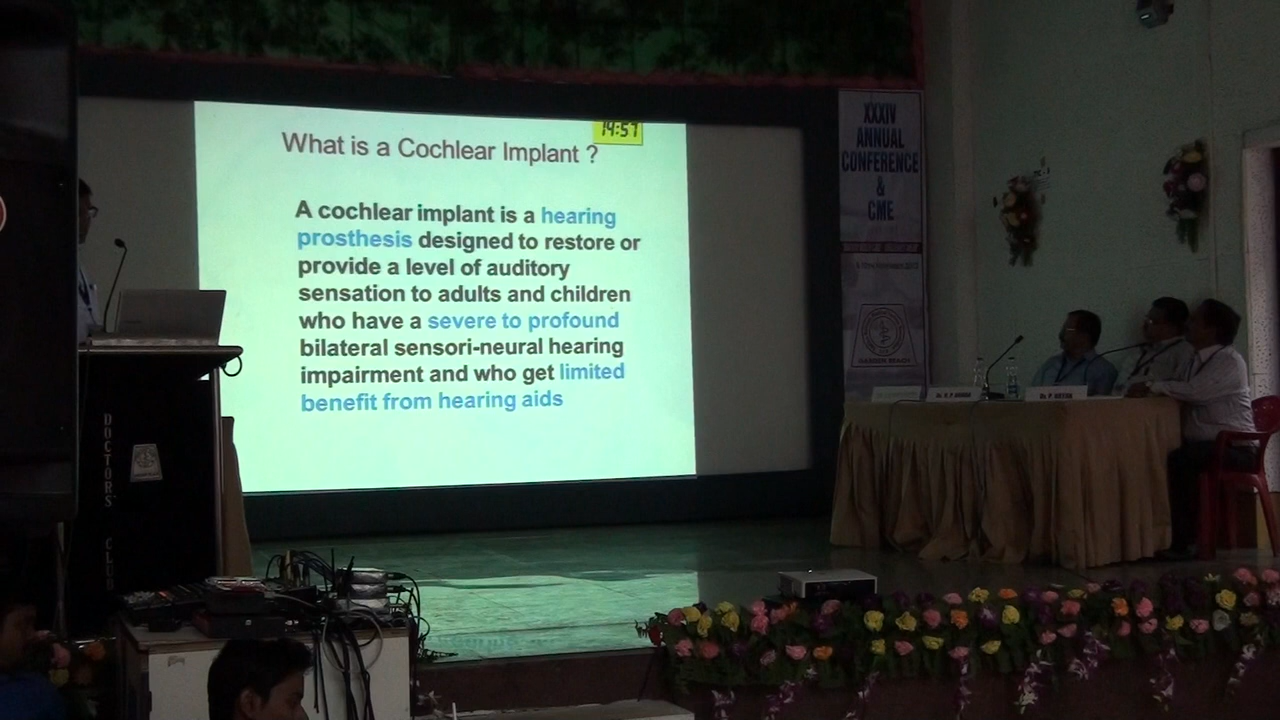 14:57
What is a Cochlear Implant ?
A cochlear implant is a hearing
prosthesis designed to restore or
provide a level of auditory
sensation to adults and children
who have a severe to profound
bilateral sensori-neural hearing
impairment and who get limited
benefit from hearing aids
XXXIV
ANNUAL
CONFERENCE
&
CME
DOCTORS' CLUB